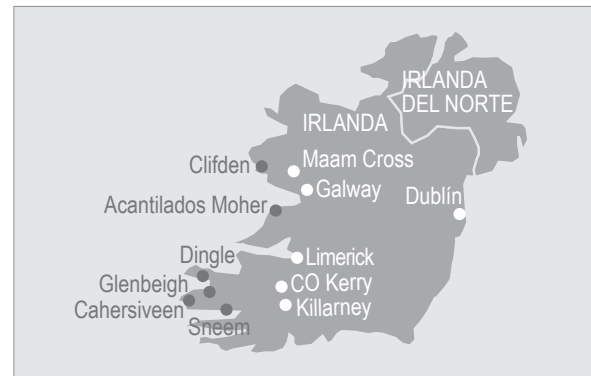 IRLANDA
DEL NORTE
IRLANDA
Clifden
Maam Cross
Galway
Dublín
Acantilados Moher
Dingle
Limerick
Glenbeigh
CO Kerry
Cahersiveen
Killarney
Sneem